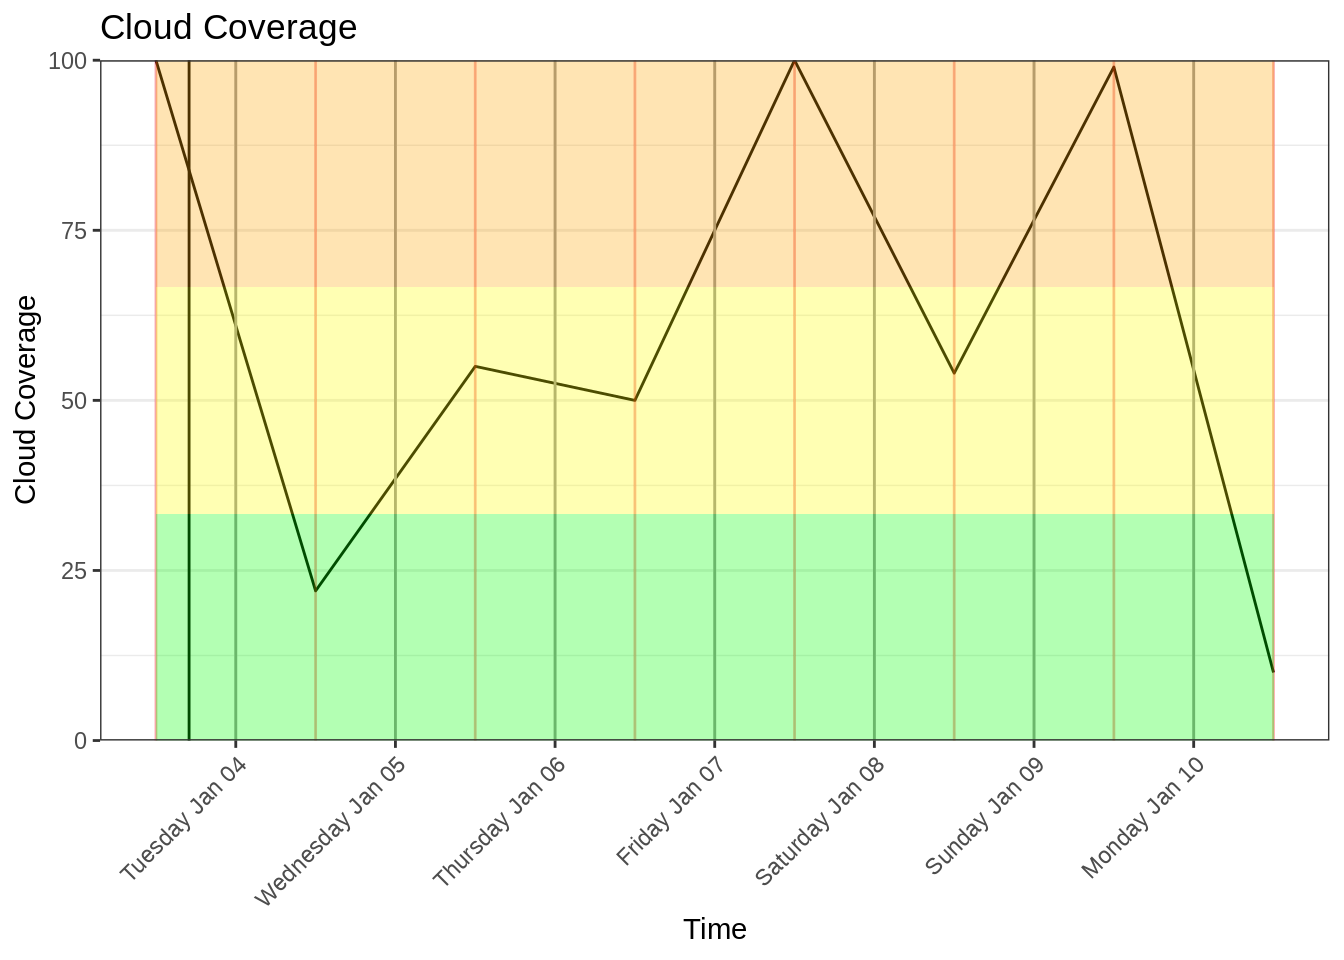 Cloud Coverage
100
75
50
25
0
Cloud Coverage
Tuesday Jan 04
Wednesday Jan 05
Thursday Jan 06
Friday Jan 07
Saturday Jan 08
Sunday Jan 09
Monday Jan 10
Time